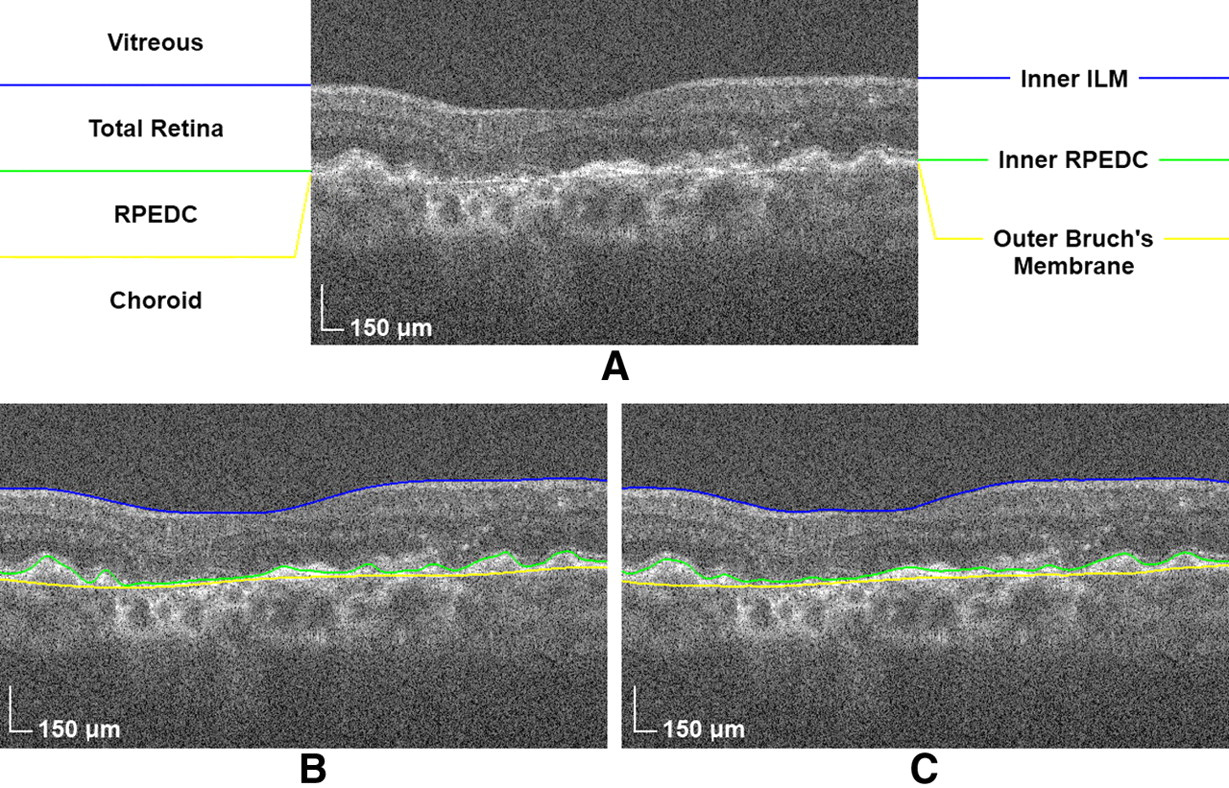 Vitreous
Total Retina
RPEDC
Choroid
Inner ILM
Inner RPEDC
Outer Bruch's
Membrane
150 µm
A
150 µm
B
150 µm
C